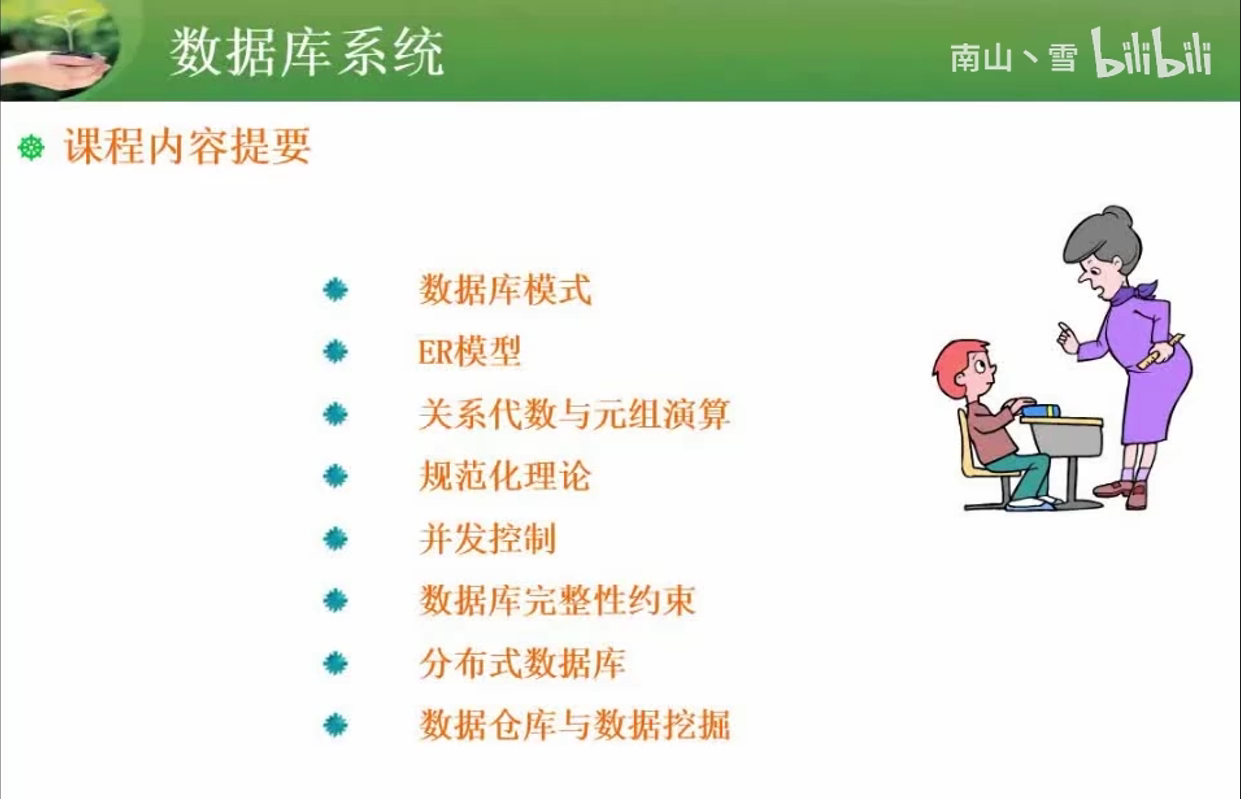 数据库系统
南山丶雪 bilibili
课程内容提要
数据库模式
ER模型
关系代数与元组演算
规范化理论
并发控制
数据库完整性约束
分布式数据库
数据仓库与数据挖掘